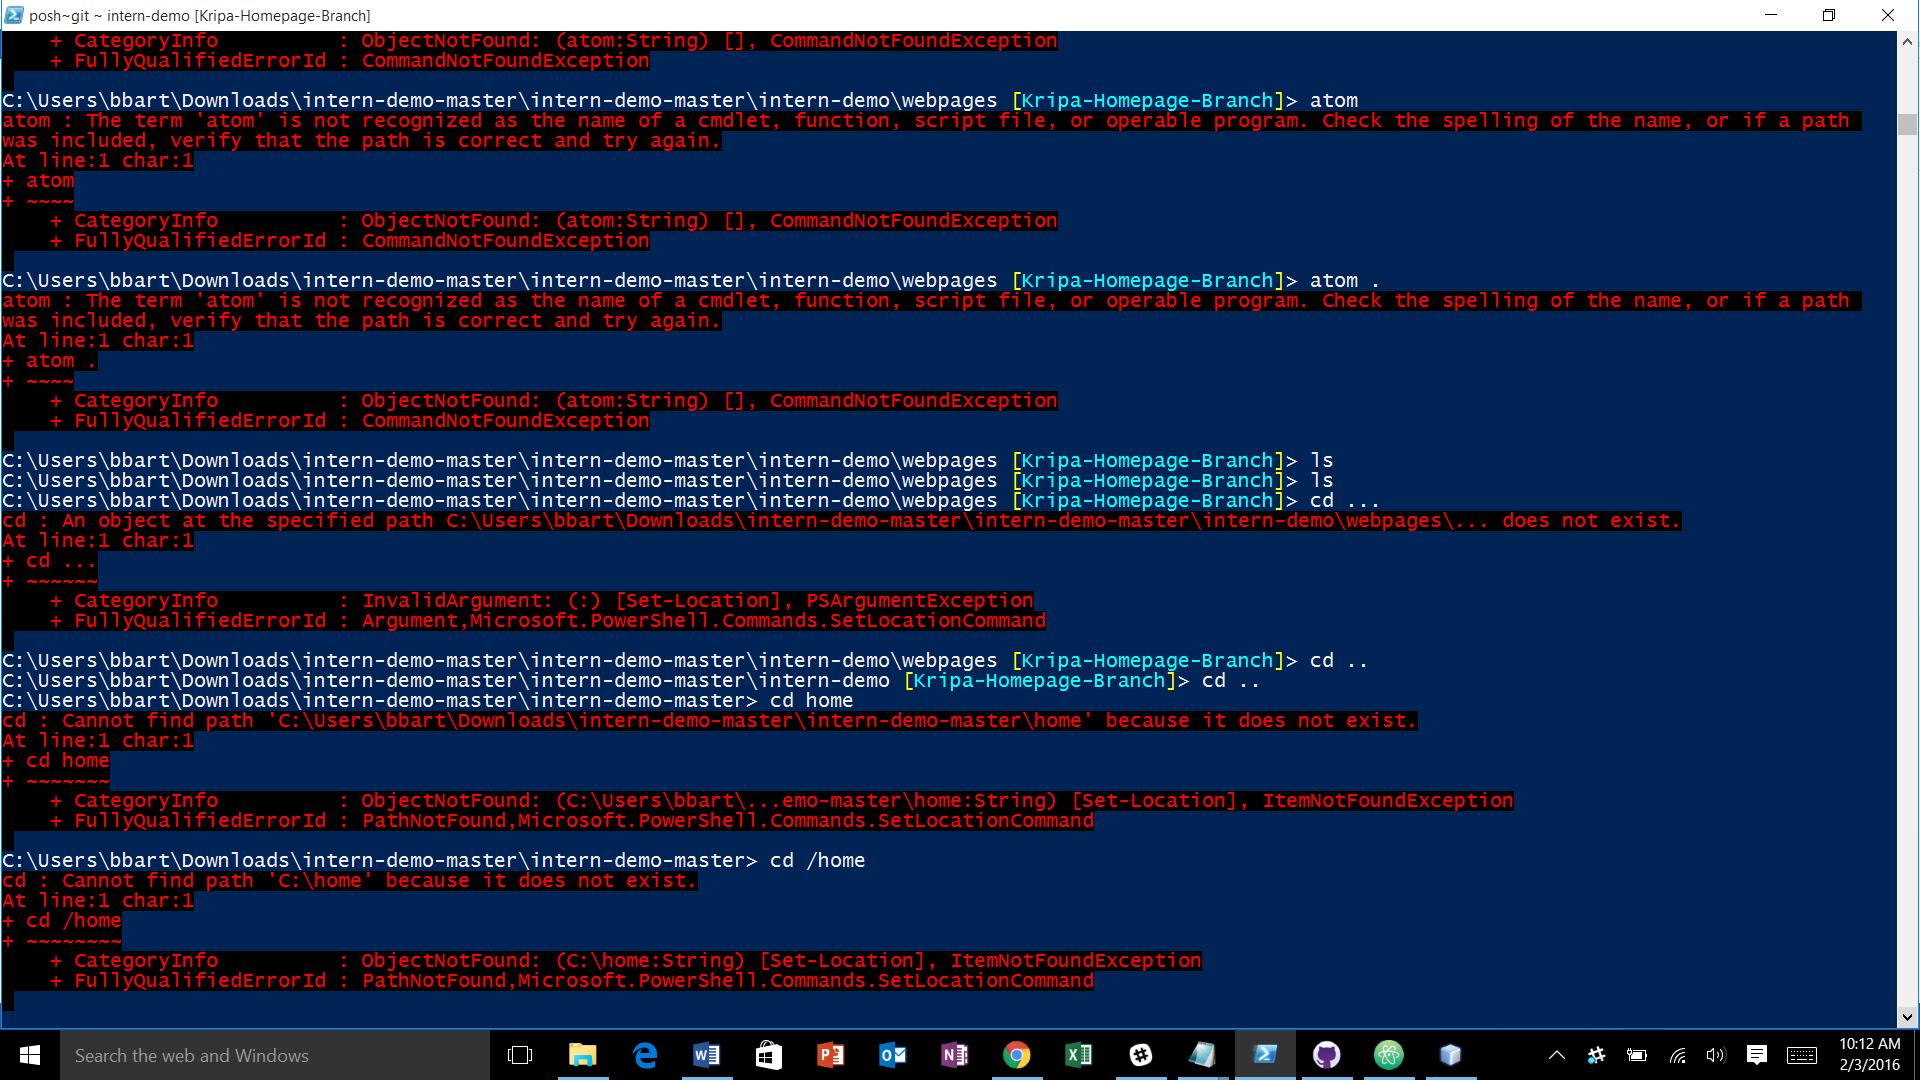 posh~git ~ intern-demo [Kripa-Homepage-Branch]
    + CategoryInfo          : ObjectNotFound: (atom:String) [], CommandNotFoundException
    + FullyQualifiedErrorId : CommandNotFoundException
C:\Users\bbart\Downloads\intern-demo-master\intern-demo-master\intern-demo\webpages [Kripa-Homepage-Branch]> atom
atom : The term 'atom' is not recognized as the name of a cmdlet, function, script file, or operable program. Check the spelling of the name, or if a path
was included, verify that the path is correct and try again.
At line:1 char:1
+ atom
+ ~~~~
    + CategoryInfo          : ObjectNotFound: (atom:String) [], CommandNotFoundException
    + FullyQualifiedErrorId : CommandNotFoundException
C:\Users\bbart\Downloads\intern-demo-master\intern-demo-master\intern-demo\webpages [Kripa-Homepage-Branch]> atom .
atom : The term 'atom' is not recognized as the name of a cmdlet, function, script file, or operable program. Check the spelling of the name, or if a path
was included, verify that the path is correct and try again.
At line:1 char:1
+ atom .
+ ~~~~
    + CategoryInfo          : ObjectNotFound: (atom:String) [], CommandNotFoundException
    + FullyQualifiedErrorId : CommandNotFoundException
C:\Users\bbart\Downloads\intern-demo-master\intern-demo-master\intern-demo\webpages [Kripa-Homepage-Branch]> ls
C:\Users\bbart\Downloads\intern-demo-master\intern-demo-master\intern-demo\webpages [Kripa-Homepage-Branch]> ls
C:\Users\bbart\Downloads\intern-demo-master\intern-demo-master\intern-demo\webpages [Kripa-Homepage-Branch]> cd ...
cd : An object at the specified path C:\Users\bbart\Downloads\intern-demo-master\intern-demo-master\intern-demo\webpages\... does not exist.
At line:1 char:1
+ cd ...
+ ~~~~~~
    + CategoryInfo          : InvalidArgument: (:) [Set-Location], PSArgumentException
    + FullyQualifiedErrorId : Argument,Microsoft.PowerShell.Commands.SetLocationCommand
C:\Users\bbart\Downloads\intern-demo-master\intern-demo-master\intern-demo\webpages [Kripa-Homepage-Branch]> cd ..
C:\Users\bbart\Downloads\intern-demo-master\intern-demo-master\intern-demo [Kripa-Homepage-Branch]> cd ..
C:\Users\bbart\Downloads\intern-demo-master\intern-demo-master> cd home
cd : Cannot find path 'C:\Users\bbart\Downloads\intern-demo-master\intern-demo-master\home' because it does not exist.
At line:1 char:1
+ cd home
+ ~~~~~~~
    + CategoryInfo          : ObjectNotFound: (C:\Users\bbart\...emo-master\home:String) [Set-Location], ItemNotFoundException
    + FullyQualifiedErrorId : PathNotFound,Microsoft.PowerShell.Commands.SetLocationCommand
C:\Users\bbart\Downloads\intern-demo-master\intern-demo-master> cd /home
cd : Cannot find path 'C:\home' because it does not exist.
At line:1 char:1
+ cd /home
+ ~~~~~~~~
    + CategoryInfo          : ObjectNotFound: (C:\home:String) [Set-Location], ItemNotFoundException
    + FullyQualifiedErrorId : PathNotFound,Microsoft.PowerShell.Commands.SetLocationCommand
Search the web and Windows
10:12 AM
2/3/2016